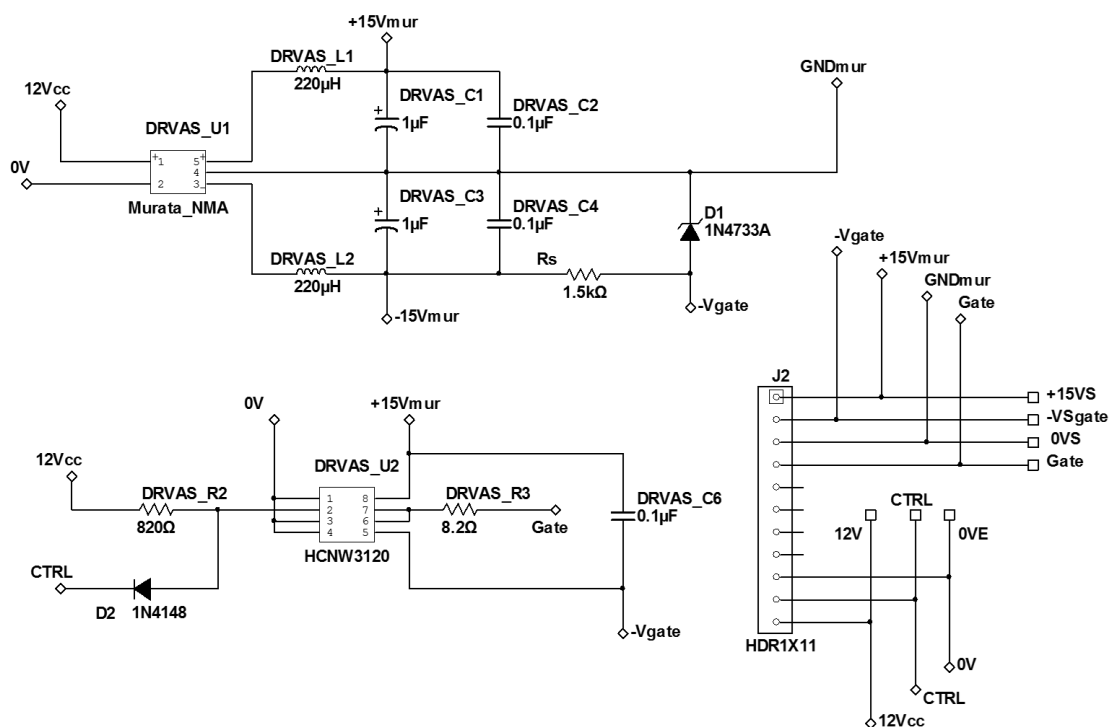 +15Vmur
DRVAS_L1
220µH
GNDmur
12Vcc
DRVAS_C1
1µF
DRVAS_C2
0.1µF
DRVAS_U1
+1 5+
4
2 3−
0V
Murata_NMA
DRVAS_C3
1µF
DRVAS_C4
0.1µF
D1
1N4733A
DRVAS_L2
220µH
Rs
1.5kΩ
-15Vmur
-Vgate
-Vgate
+15Vmur
GNDmur
Gate
J2
+15VS
-VSgate
0VS
Gate
0V
+15Vmur
12Vcc
DRVAS_U2
DRVAS_R2
820Ω
1 8
2 7
3 6
4 5
HCNW3120
DRVAS_R3
8.2Ω
Gate
DRVAS_C6
0.1µF
CTRL
D2
1N4148
-Vgate
CTRL
12V
0VE
HDR1X11
0V
CTRL
12Vcc